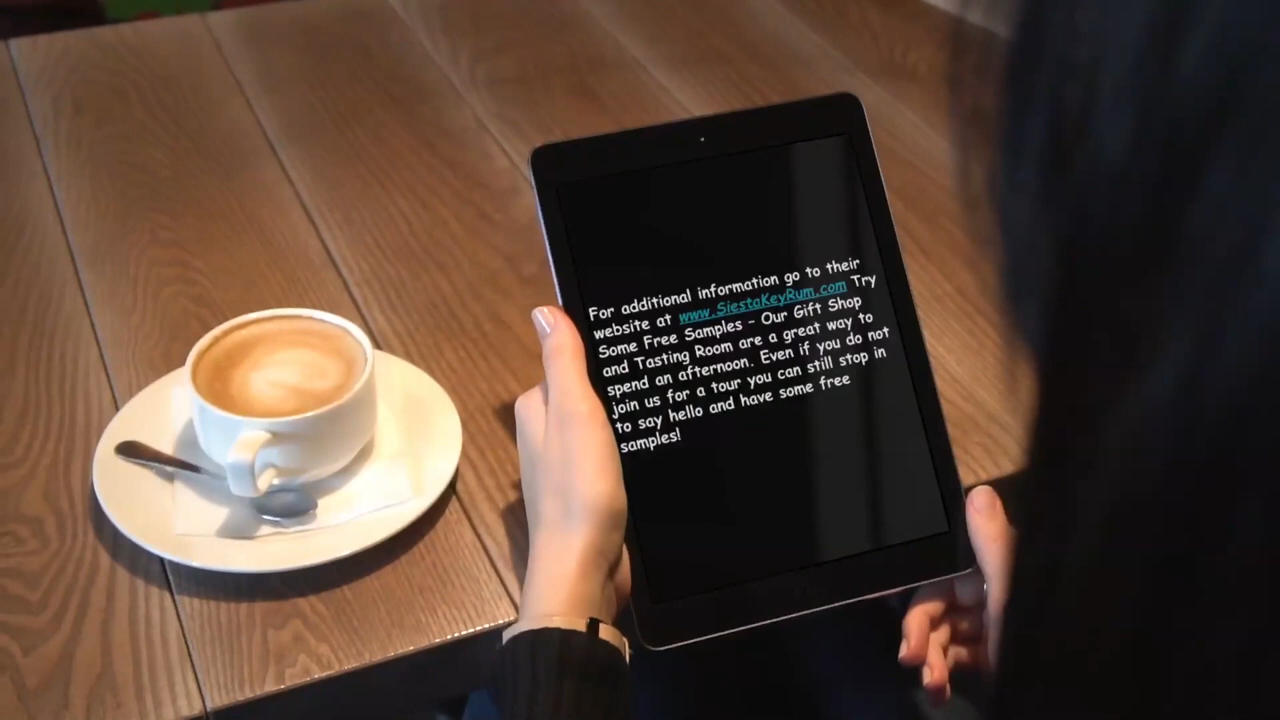 For additional information go to their
website at www.SiestaKeyRum.com Try
Some Free Samples - Our Gift Shop
and Tasting Room are a great way to
spend an afternoon. Even if you do not
join us for a tour you can still stop in
to say hello and have some free
samples!